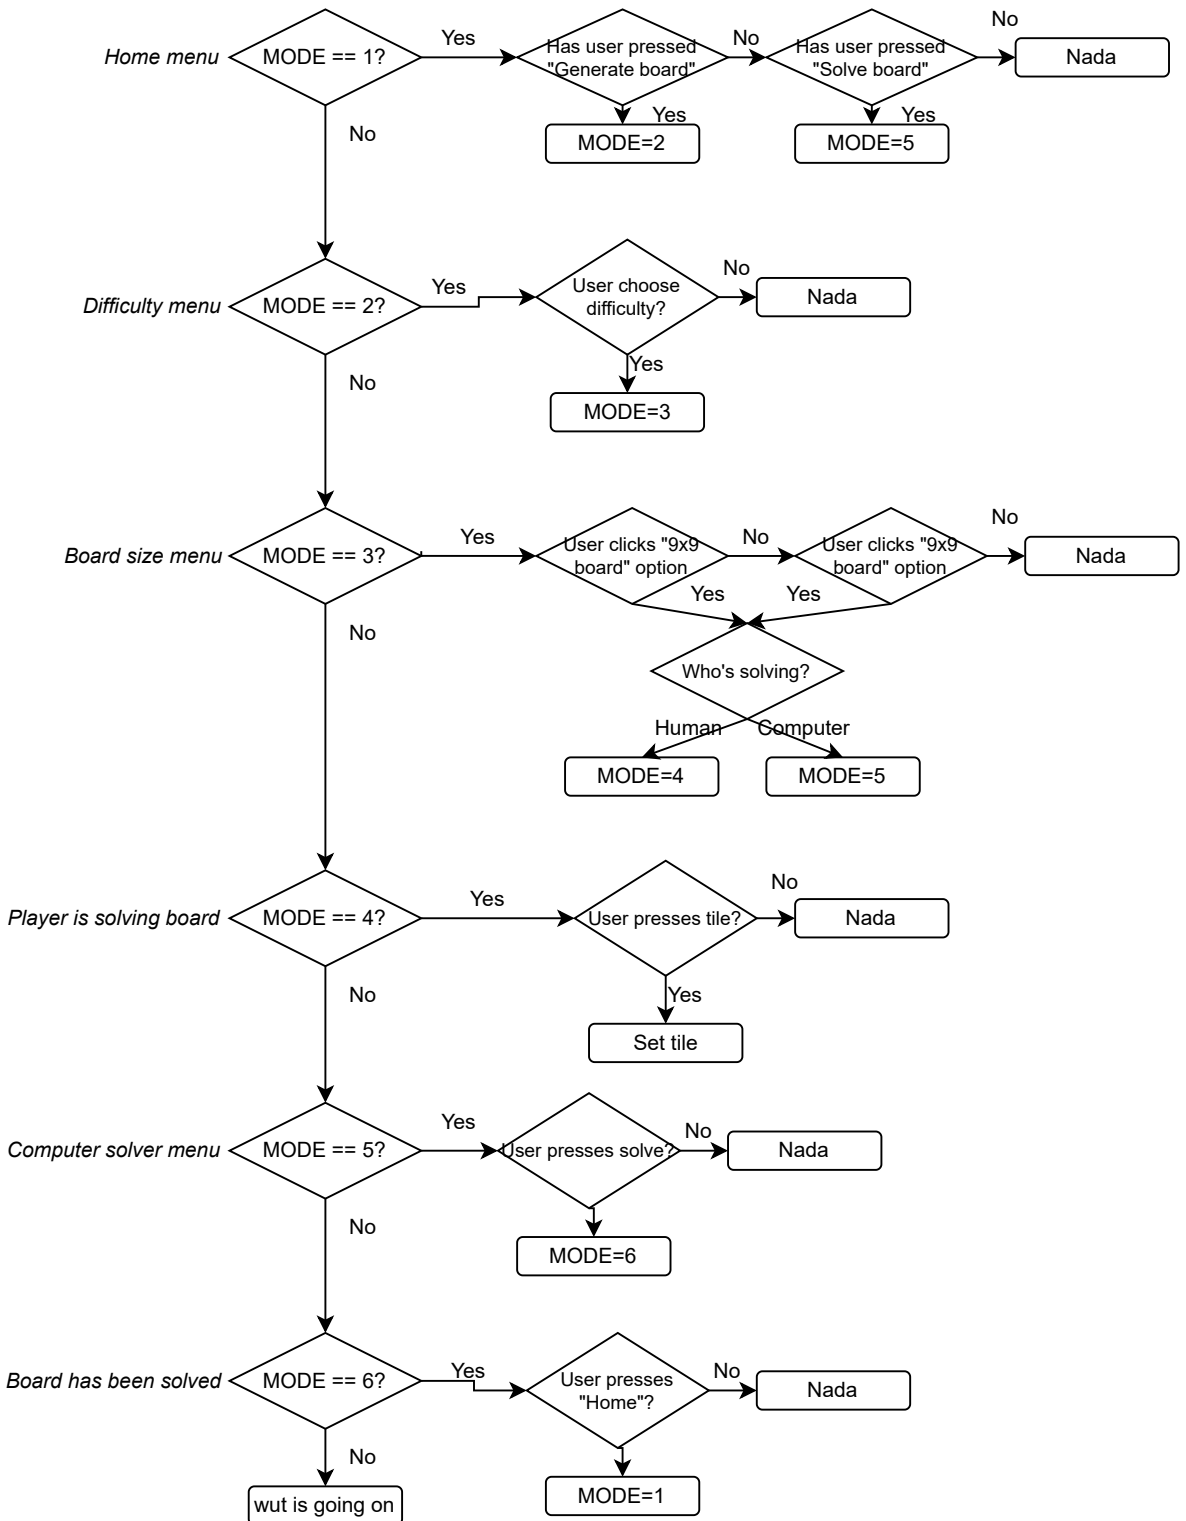 Home menu
MODE == 1?
Yes
Has user pressed
"Generate board"
No
Has user pressed
"Solve board"
No
Nada
Yes
MODE=2
Yes
MODE=5
No
Difficulty menu
MODE == 2?
Yes
User choose
difficulty?
No
Nada
Yes
MODE=3
No
Board size menu
MODE == 3?
Yes
User clicks "9x9
board" option
No
User clicks "9x9
board" option
No
Nada
Yes
Yes
Who's solving?
Human
Computer
MODE=4
MODE=5
No
Player is solving board
MODE == 4?
Yes
User presses tile?
No
Nada
Yes
Set tile
No
Computer solver menu
MODE == 5?
Yes
User presses solve?
No
Nada
MODE=6
No
Board has been solved
MODE == 6?
Yes
User presses
"Home"?
No
Nada
MODE=1
No
wut is going on